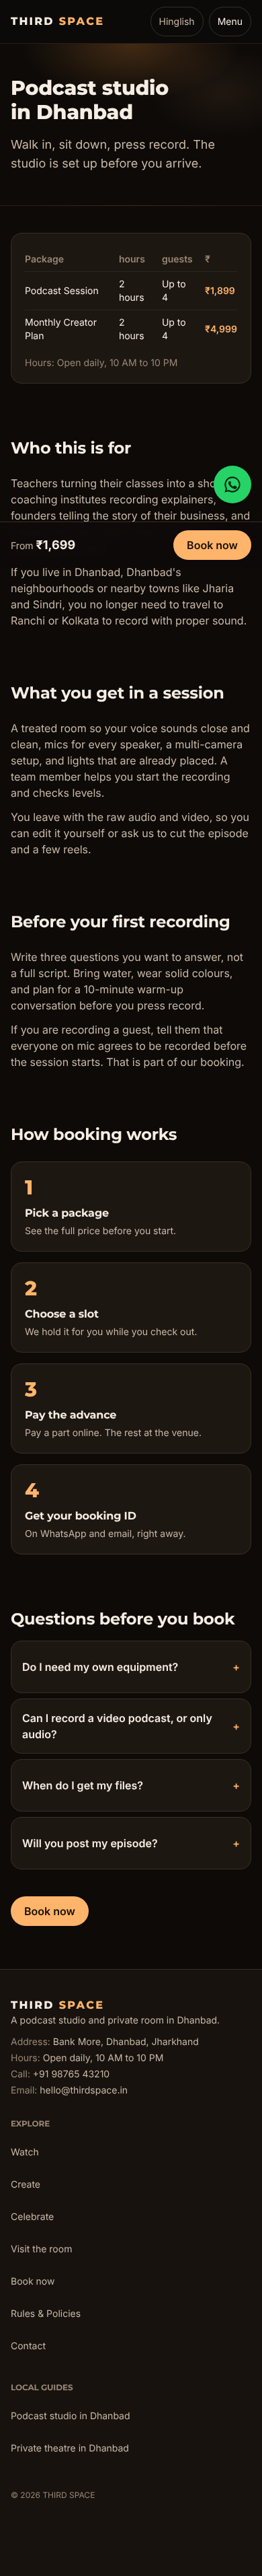 THIRD SPACE
Hinglish
Menu
Podcast studio
in Dhanbad
Walk in, sit down, press record. The
studio is set up before you arrive.
Package hours guests ₹
Podcast Session 2 hours Up to 4 ₹1,899
Monthly Creator Plan 2 hours Up to 4 ₹4,999
Hours: Open daily, 10 AM to 10 PM
Who this is for
Teachers turning their classes into a
coaching institutes recording explainers,
founders telling the story of their business, and
From ₹1,699
Book now
If you live in Dhanbad, Dhanbad's
neighbourhoods or nearby towns like Jharia
and Sindri, you no longer need to travel to
Ranchi or Kolkata to record with proper sound.
What you get in a session
A treated room so your voice sounds close and
clean, mics for every speaker, a multi-camera
setup, and lights that are already placed. A
team member helps you start the recording
and checks levels.
You leave with the raw audio and video, so you
can edit it yourself or ask us to cut the episode
and a few reels.
Before your first recording
Write three questions you want to answer, not
a full script. Bring water, wear solid colours,
and plan for a 10-minute warm-up
conversation before you press record.
If you are recording a guest, tell them that
everyone on mic agrees to be recorded before
the session starts. That is part of our booking.
How booking works
1
Pick a package
See the full price before you start.
2
Choose a slot
We hold it for you while you check out.
3
Pay the advance
Pay a part online. The rest at the venue.
4
Get your booking ID
On WhatsApp and email, right away.
Questions before you book
Do I need my own equipment? +
Can I record a video podcast, or only
audio? +
When do I get my files? +
Will you post my episode? +
Book now
THIRD SPACE
A podcast studio and private room in Dhanbad.
Address: Bank More, Dhanbad, Jharkhand
Hours: Open daily, 10 AM to 10 PM
Call: +91 98765 43210
Email: hello@thirdspace.in
EXPLORE
Watch
Create
Celebrate
Visit the room
Book now
Rules & Policies
Contact
LOCAL GUIDES
Podcast studio in Dhanbad
Private theatre in Dhanbad
© 2026 THIRD SPACE